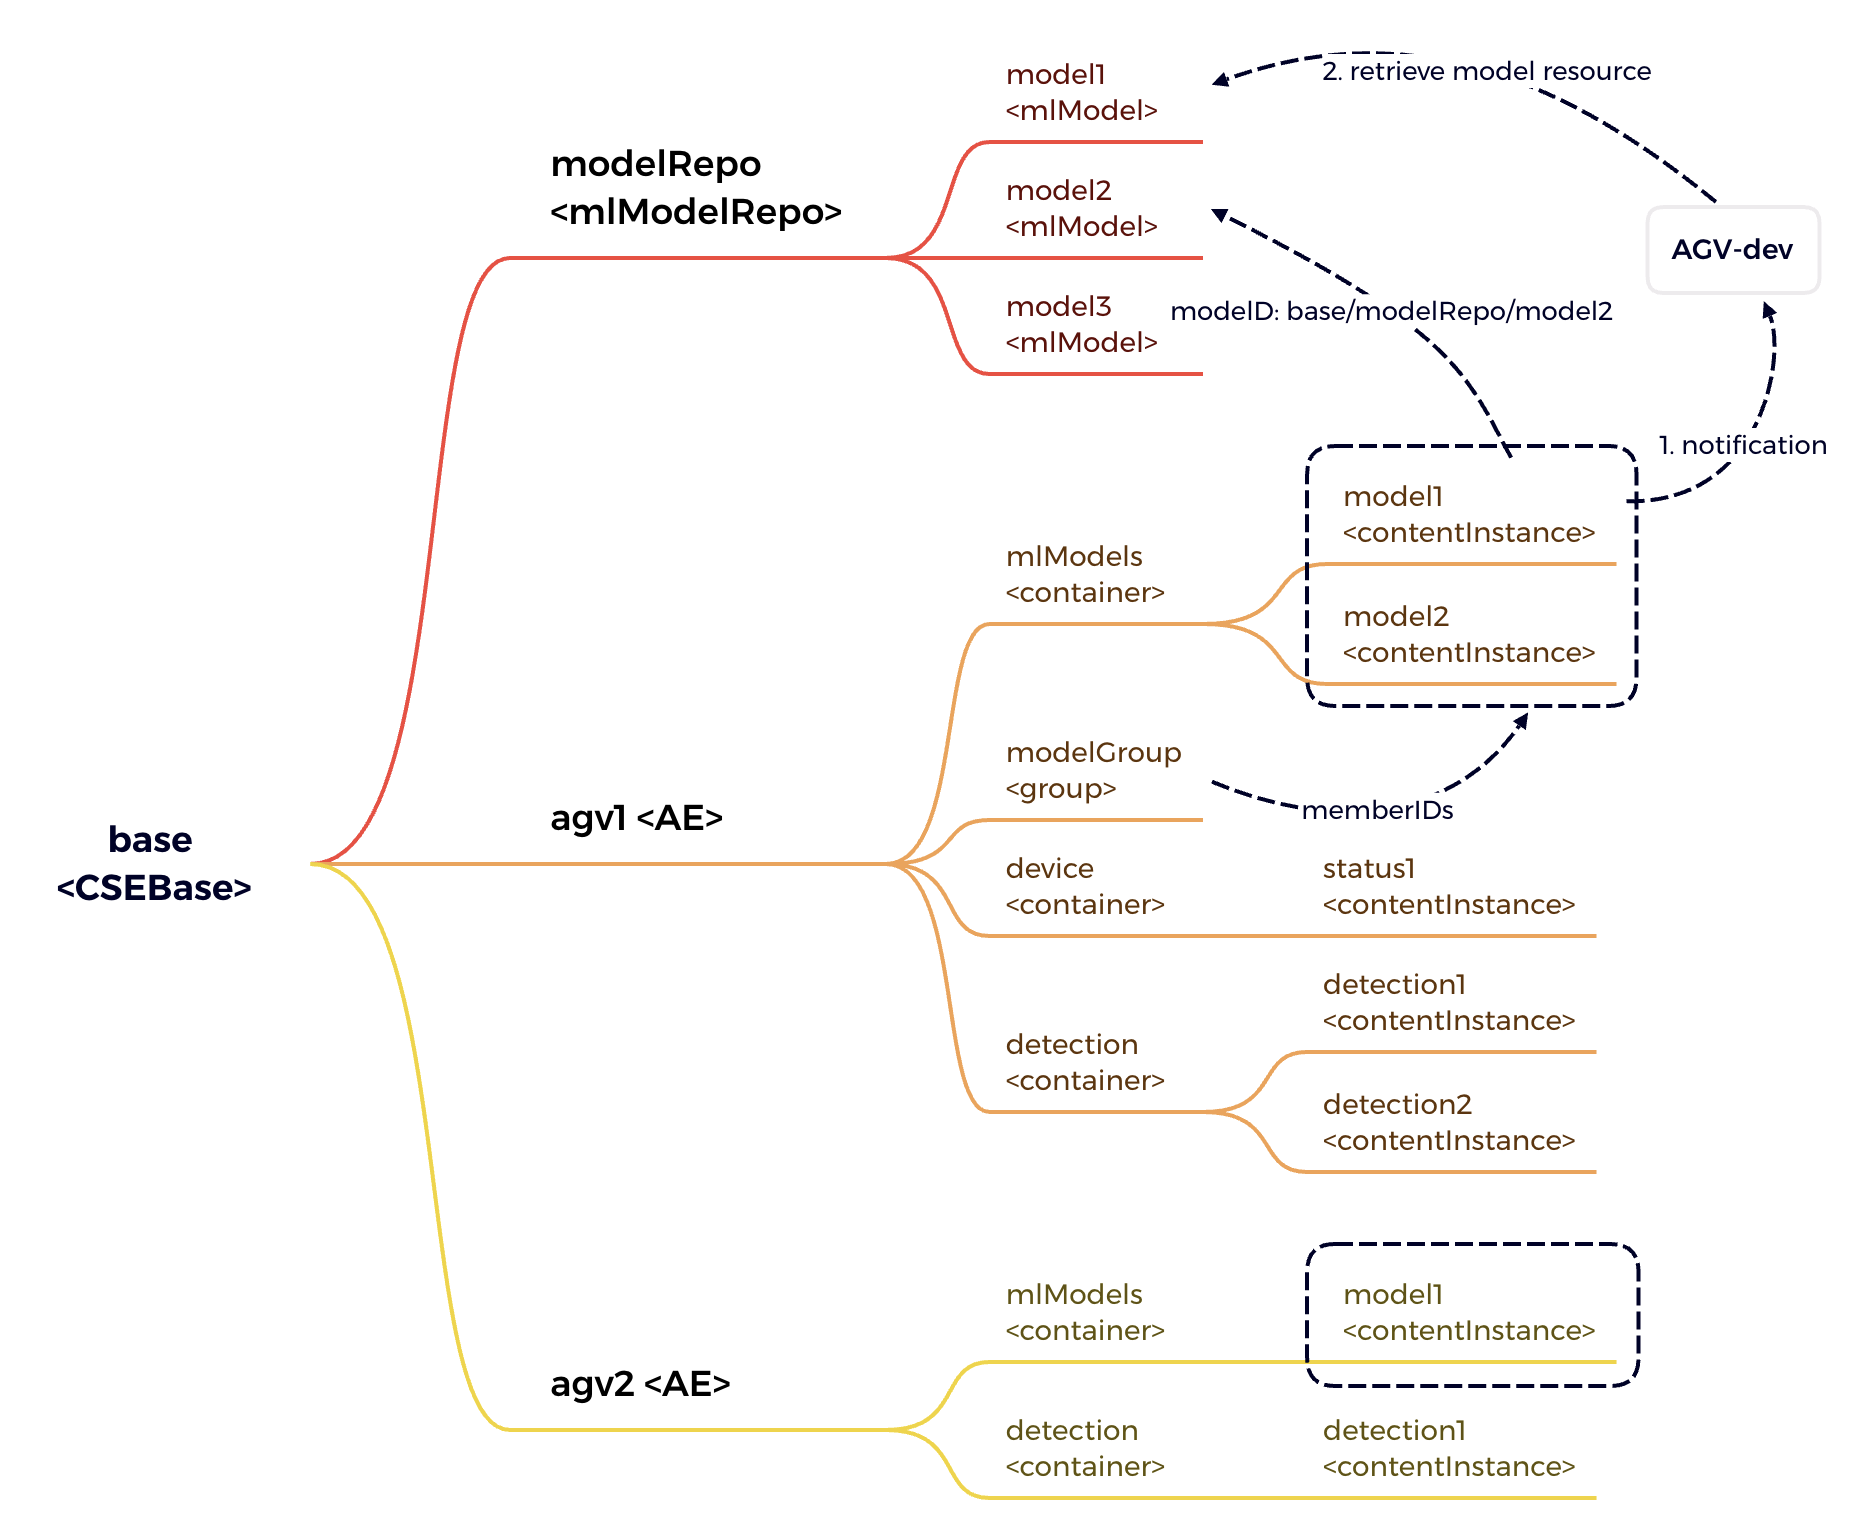 model1
<mlModel>
2. retrieve model resource
modelRepo
<mlModelRepo>
model2
<mlModel>
AGV-dev
model3
<mlModel>
modelD: base/modelRepo/model2
1. notification
model1
<contentInstance>
mlModels
<container>
model2
<contentInstance>
modelGroup
<group>
memberIDs
agv1 <AE>
base
<CSEBase>
device
<container>
status1
<contentInstance>
detection1
<contentInstance>
detection
<container>
detection2
<contentInstance>
mlModels
<container>
model1
<contentInstance>
agv2 <AE>
detection
<container>
detection1
<contentInstance>